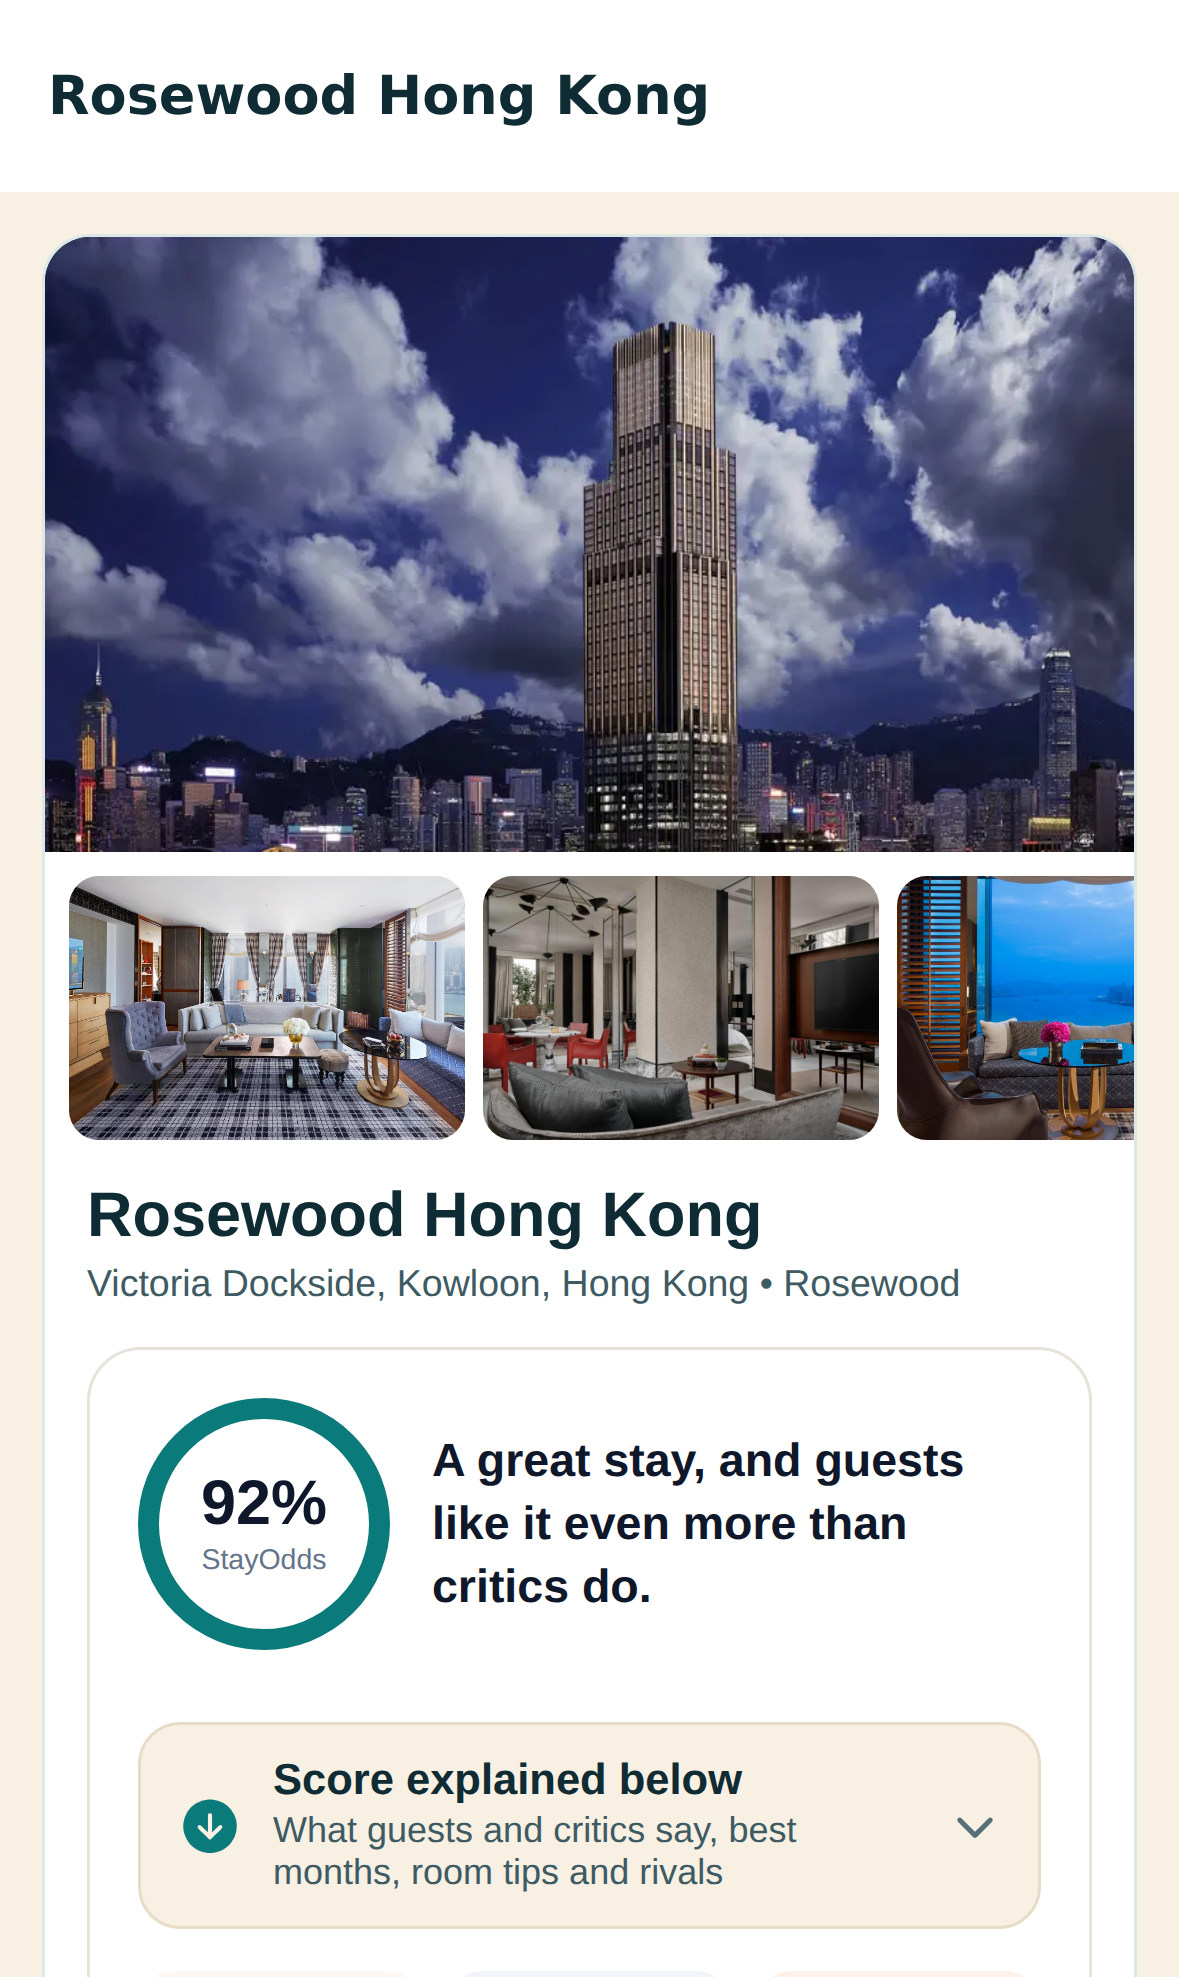 Rosewood Hong Kong
Rosewood Hong Kong
Victoria Dockside, Kowloon, Hong Kong • Rosewood
92%
StayOdds
A great stay, and guests
like it even more than
critics do.
Score explained below
What guests and critics say, best
months, room tips and rivals